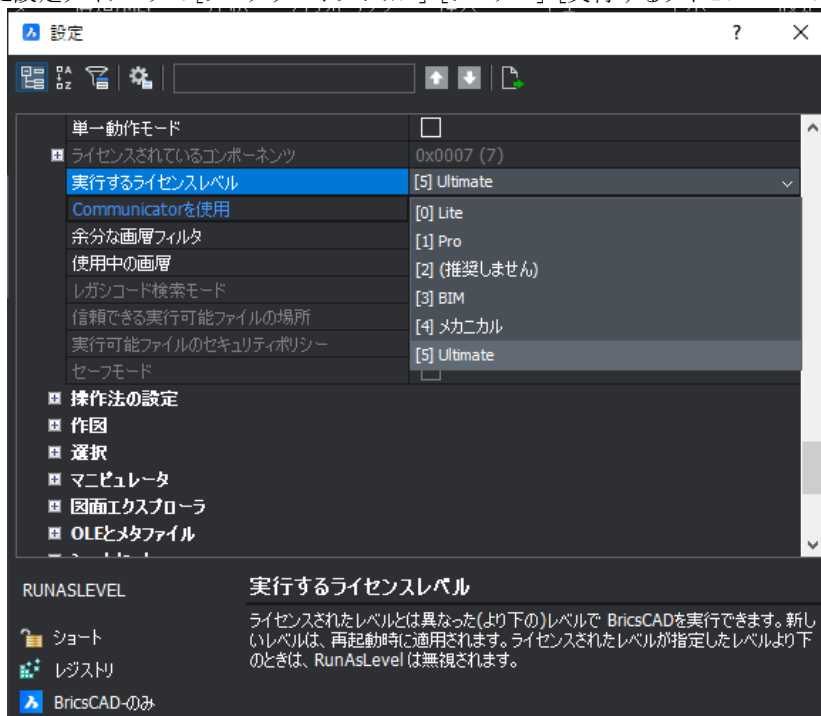 設定
?
単一動作モード
ライセンスされているコンポーネンツ 0x0007 (7)
実行するライセンスレベル [5] Ultimate
Communicatorを使用
[0] Lite
余分な画層フィルタ
[1] Pro
使用中の画層
[2] (推奨しません)
レガシコード検索モード
[3] BIM
信頼できる実行可能ファイルの場所
[4] メカニカル
実行可能ファイルのセキュリティポリシー
[5] Ultimate
セーフモード
操作法の設定
作図
選択
マニピュレータ
図面エクスプローラ
OLEとメタファイル
RUNASLEVEL
実行するライセンスレベル
ショート
レジストリ
BricsCAD-のみ
ライセンスされたレベルとは異なった(より下の)レベルで BricsCADを実行できます。新し
いレベルは、再起動時に適用されます。ライセンスされたレベルが指定したレベルより下
のときは、RunAsLevel は無視されます。